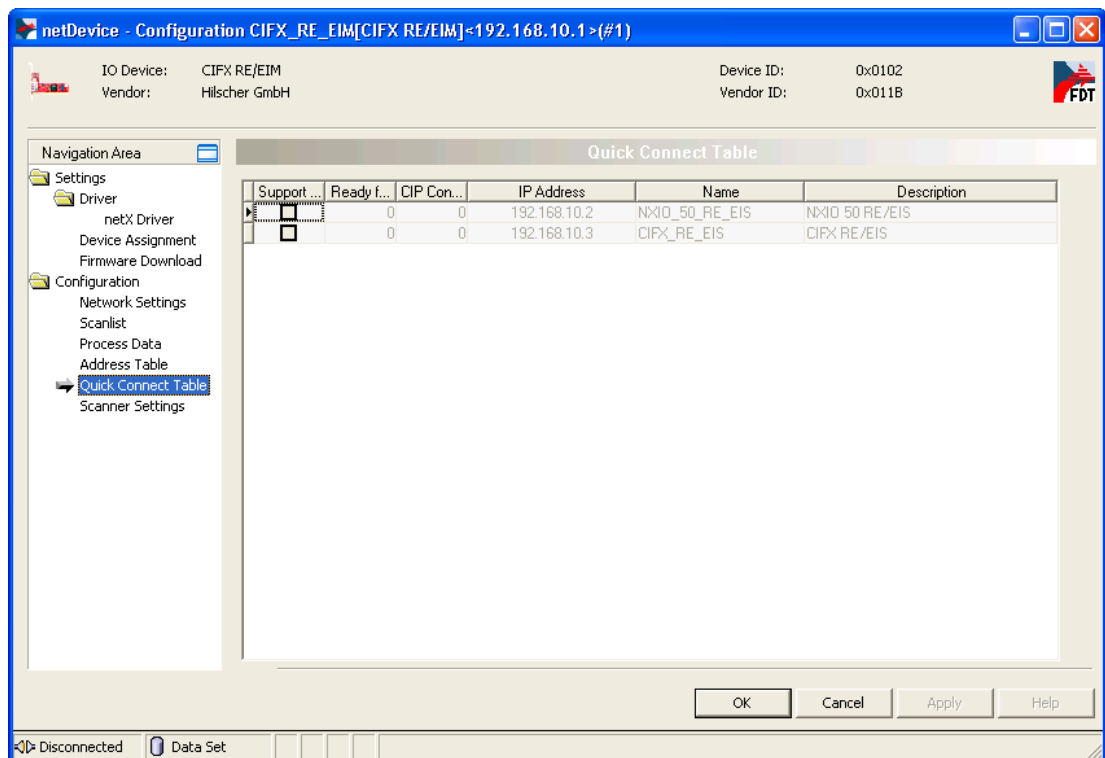 netDevice - Configuration CIFX_RE_EIM[CIFX RE/EIM]<192.168.10.1>(#1)
IO Device: CIFX RE/EIM Device ID: 0x0102
Vendor: Hilscher GmbH Vendor ID: 0x011B
FDT
Navigation Area
Settings
Driver
netX Driver
Device Assignment
Firmware Download
Configuration
Network Settings
Scanlist
Process Data
Address Table
Quick Connect Table
Scanner Settings
Quick Connect Table
Support ... Ready f... CIP Con... IP Address Name Description
0 0 192.168.10.2 NXIO_50_RE_EIS NXIO 50 RE/EIS
0 0 192.168.10.3 CIFX_RE_EIS CIFX RE/EIS
OK Cancel Apply Help
Disconnected Data Set